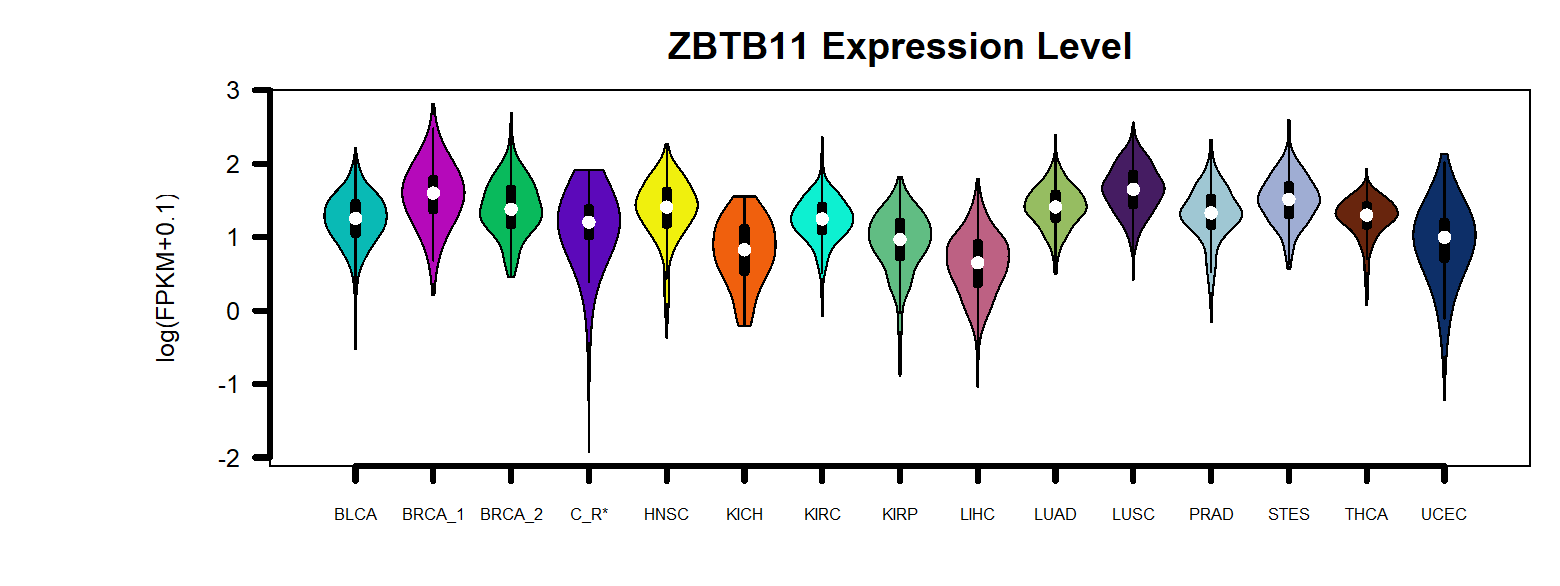 ZBTB11 Expression Level
log(FPKM+0.1)
3
2
1
0
-1
-2
BLCA BRCA_1 BRCA_2 C_R* HNSC KICH KIRC KIRP LIHC LUAD LUSC PRAD STES THCA UCEC